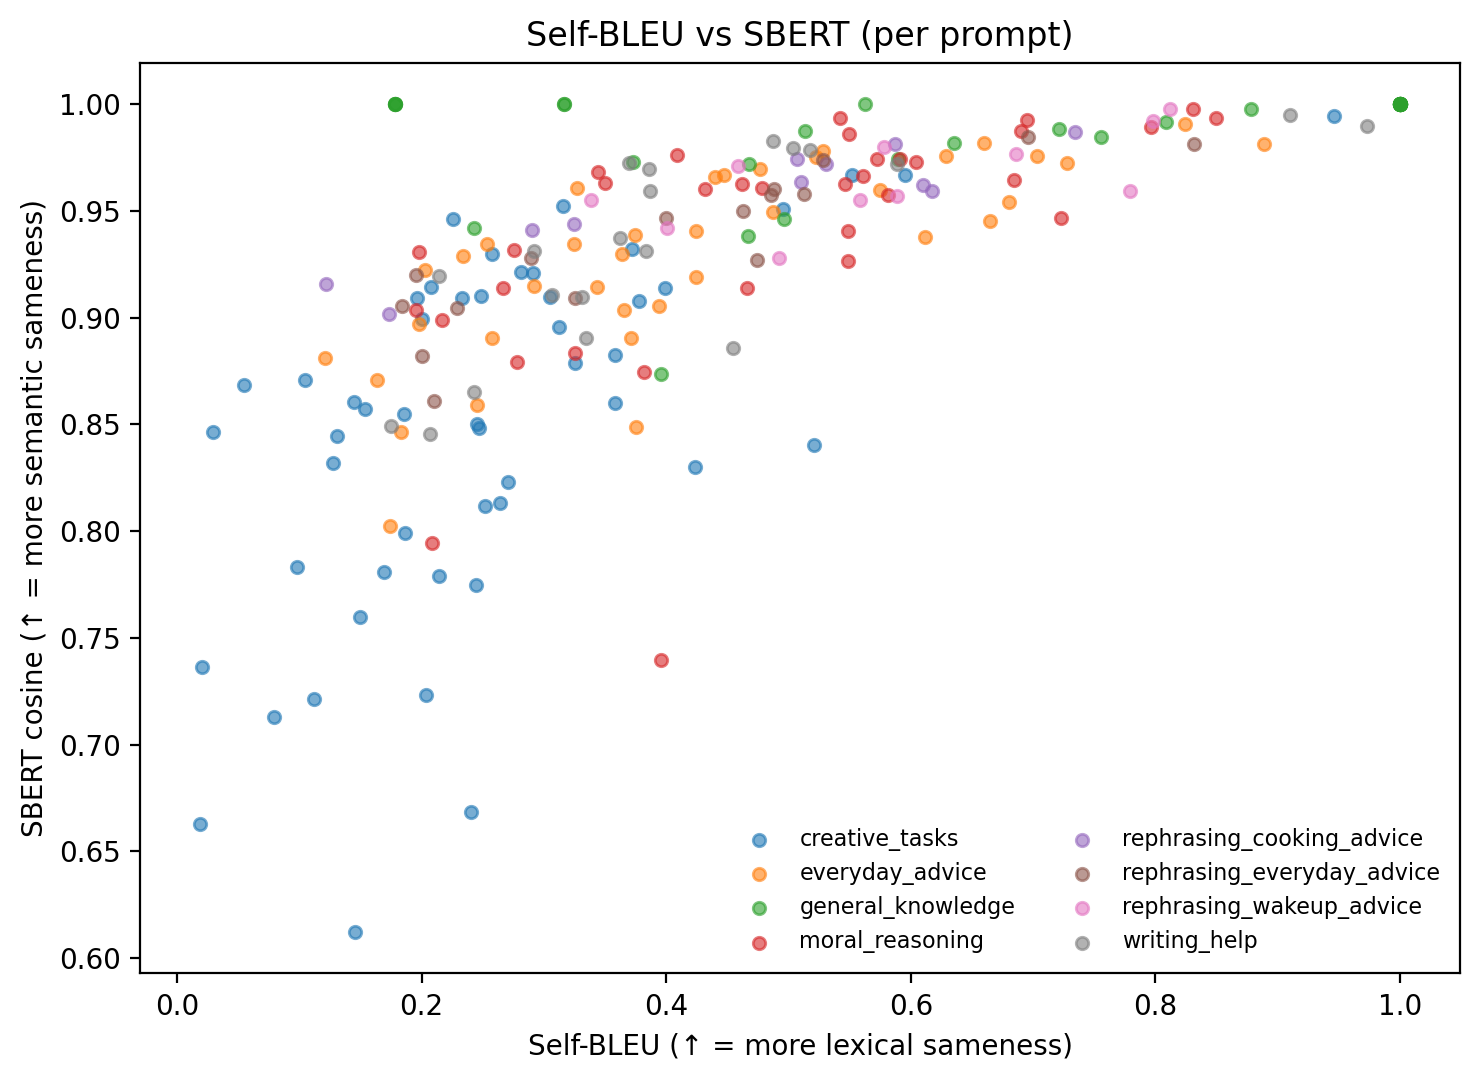 Self-BLEU vs SBERT (per prompt)
SBERT cosine (↑ = more semantic sameness)
1.00
0.95
0.90
0.85
0.80
0.75
0.70
0.65
0.60
creative_tasks
everyday_advice
general_knowledge
moral_reasoning
rephrasing_cooking_advice
rephrasing_everyday_advice
rephrasing_wakeup_advice
writing_help
0.0 0.2 0.4 0.6 0.8 1.0
Self-BLEU (↑ = more lexical sameness)